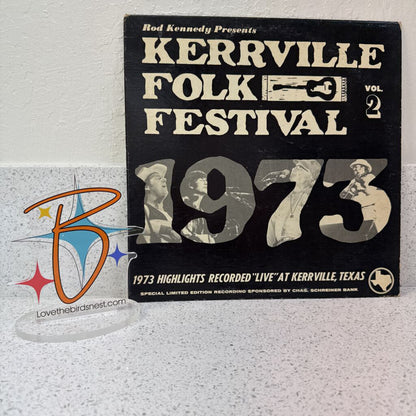 Rod Kennedy Presents
KERRVILLE
FOLK
FESTIVAL
VOL.
2
1973
1973 HIGHLIGHTS RECORDED "LIVE" AT KERRVILLE, TEXAS
SPECIAL LIMITED EDITION RECORDING SPONSORED BY CHAS. SCHREINER BANK
B
Lovethebirdsnest.com